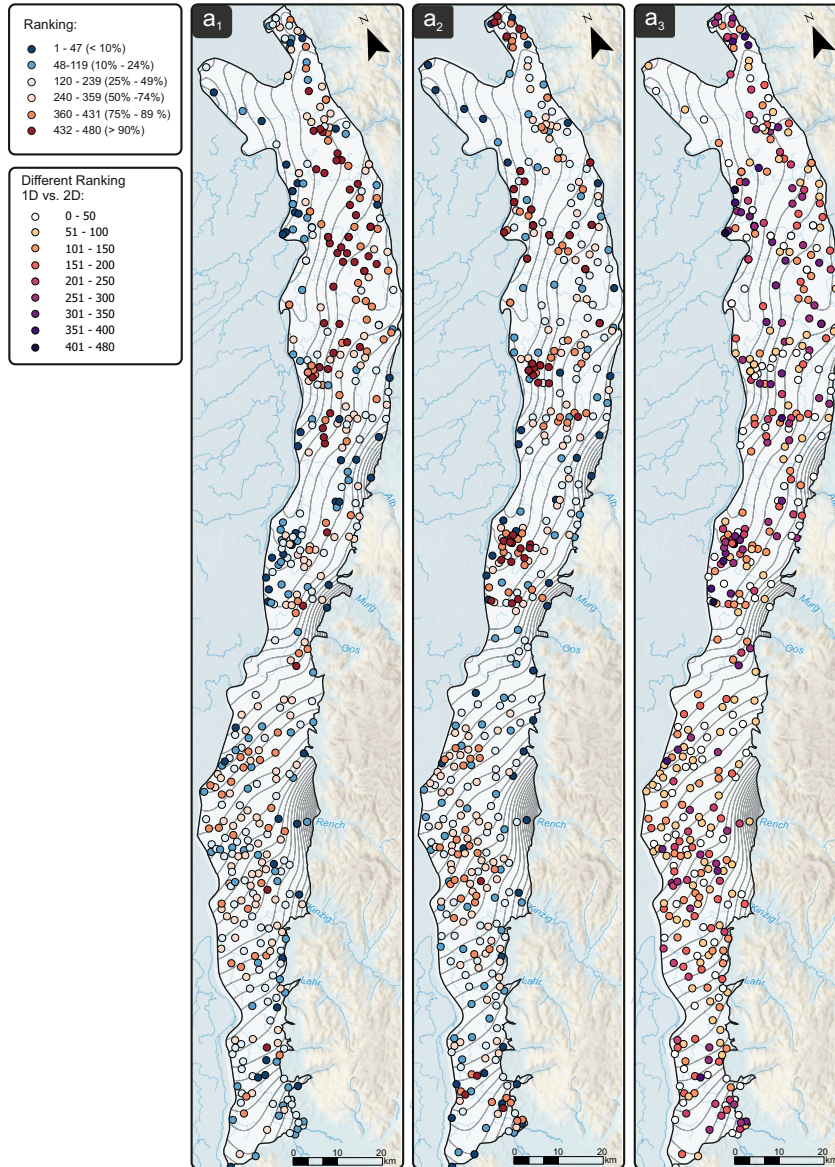 Ranking:
1 - 47 (< 10%)
48-119 (10% - 24%)
120 - 239 (25% - 49%)
240 - 359 (50% -74%)
360 - 431 (75% - 89 %)
432 - 480 (> 90%)
Different Ranking
1D vs. 2D:
0 - 50
51 - 100
101 - 150
151 - 200
201 - 250
251 - 300
301 - 350
351 - 400
401 - 480
a1
N
Alb
Murg
Oos
Rench
Kinzig
Lahr
0 10 20
km
a2
N
Alb
Murg
Oos
Rench
Kinzig
Lahr
0 10 20
km
a3
N
Alb
Murg
Oos
Rench
Kinzig
Lahr
0 10 20
km